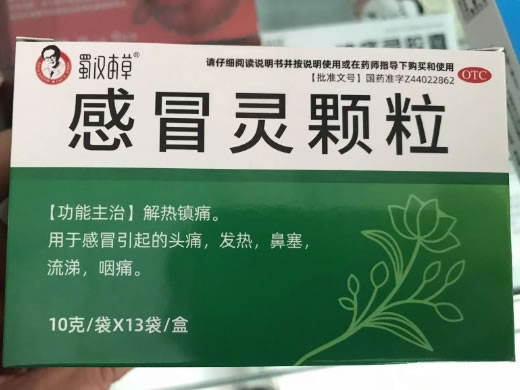 蜀汉本草®
请仔细阅读说明书并按说明使用或在药师指导下购买和使用
【批准文号】国药准字Z44022862
OTC
感冒灵颗粒
【功能主治】解热镇痛。
用于感冒引起的头痛，发热，鼻塞，
流涕，咽痛。
10克/袋X13袋/盒